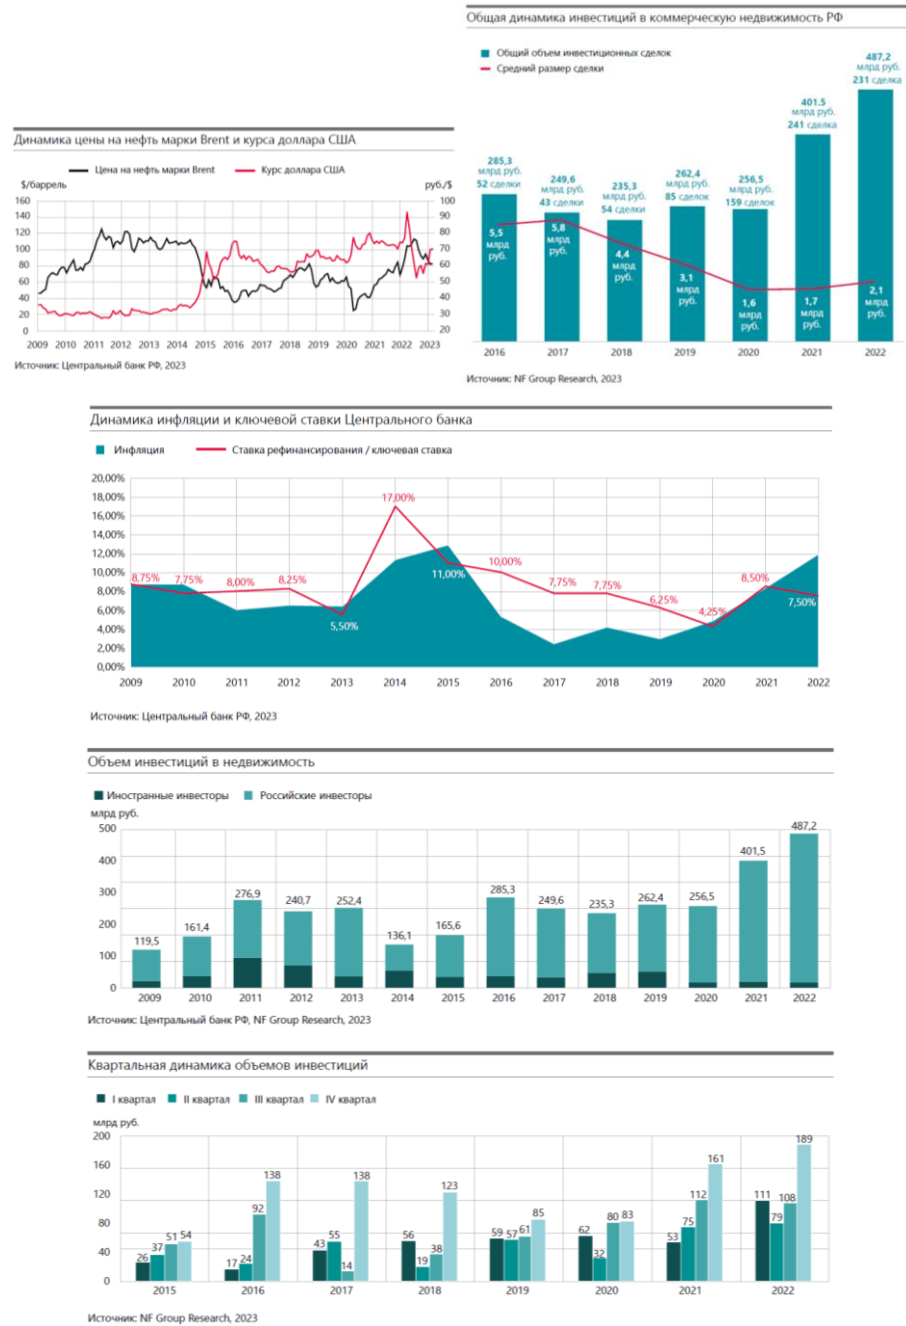 Общая динамика инвестиций в коммерческую недвижимость РФ
Общий объем инвестиционных сделок
Средний размер сделки
285,3
млрд руб.
52 сделки
249,6
млрд руб.
43 сделки
235,3
млрд руб.
54 сделки
262,4
млрд руб.
85 сделок
256,5
млрд руб.
159 сделок
401.5
млрд руб.
241 сделка
487,2
млрд руб.
231 сделка
5,5
млрд
руб.
5,8
млрд
руб.
4,4
млрд
руб.
3,1
млрд
руб.
1,6
млрд
руб.
1,7
млрд
руб.
2,1
млрд
руб.
2016 2017 2018 2019 2020 2021 2022
Источник: NF Group Research, 2023
Динамика цены на нефть марки Brent и курса доллара США
Цена на нефть марки Brent Курс доллара США
$/баррель руб./$
160 100
140 90
120 80
100 70
80 60
60 50
40 40
20 30
0 20
2009 2010 2011 2012 2013 2014 2015 2016 2017 2018 2019 2020 2021 2022 2023
Источник: Центральный банк РФ, 2023
Динамика инфляции и ключевой ставки Центрального банка
Инфляция Ставка рефинансирования / ключевая ставка
20,00%
18,00%
16,00%
14,00%
12,00%
10,00%
8,00%
6,00%
4,00%
2,00%
0,00%
8,75% 7,75% 8,00% 8,25% 5,50% 17,00% 11,00% 10,00% 7,75% 7,75% 6,25% 4,25% 8,50% 7,50%
2009 2010 2011 2012 2013 2014 2015 2016 2017 2018 2019 2020 2021 2022
Источник: Центральный банк РФ, 2023
Объем инвестиций в недвижимость
Иностранные инвесторы Российские инвесторы
млрд руб.
500
400
300
200
100
0
119,5 161,4 276,9 240,7 252,4 136,1 165,6 285,3 249,6 235,3 262,4 256,5 401,5 487,2
2009 2010 2011 2012 2013 2014 2015 2016 2017 2018 2019 2020 2021 2022
Источник: Центральный банк РФ, NF Group Research, 2023
Квартальная динамика объемов инвестиций
I квартал II квартал III квартал IV квартал
млрд руб.
200
160
120
80
40
0
26 37 51 54 17 24 92 138 43 55 14 138 56 19 38 123 59 57 61 85 62 32 80 83 53 75 112 161 111 79 108 189
2015 2016 2017 2018 2019 2020 2021 2022
Источник: NF Group Research, 2023